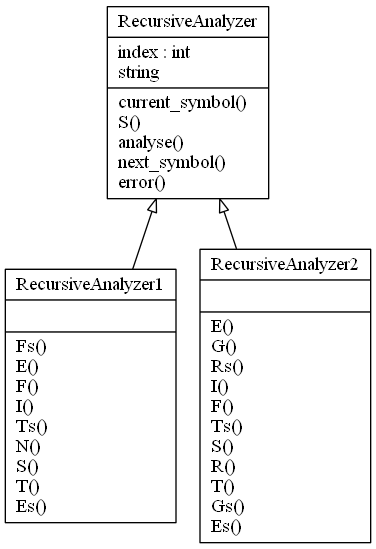 RecursiveAnalyzer
index : int
string
current_symbol()
S()
analyse()
next_symbol()
error()
RecursiveAnalyzer1
Fs()
E()
F()
I()
Ts()
N()
S()
T()
Es()
RecursiveAnalyzer2
E()
G()
Rs()
I()
F()
Ts()
S()
R()
T()
Gs()
Es()